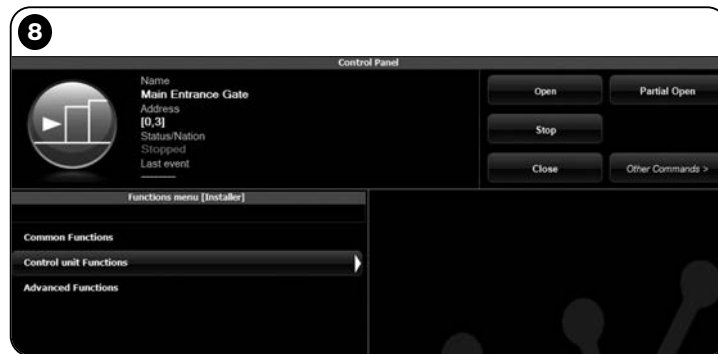 8
Control Panel
Name
Main Entrance Gate
Address
[0,3]
Status/Nation
Stopped
Last event
Open
Partial Open
Stop
Close
Other Commands >
Functions menu [Installer]
Common Functions
Control unit Functions
Advanced Functions